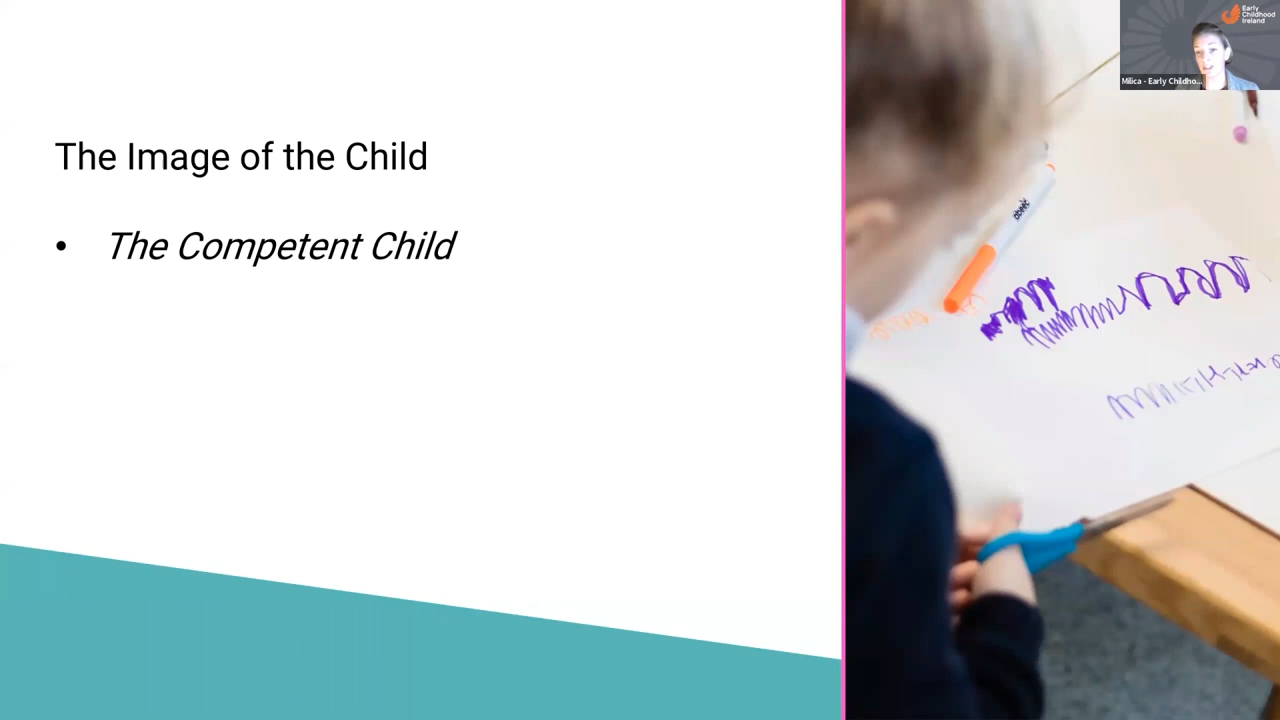 The Image of the Child
• The Competent Child
Early
Childhood
Ireland
Milica - Early Childho...